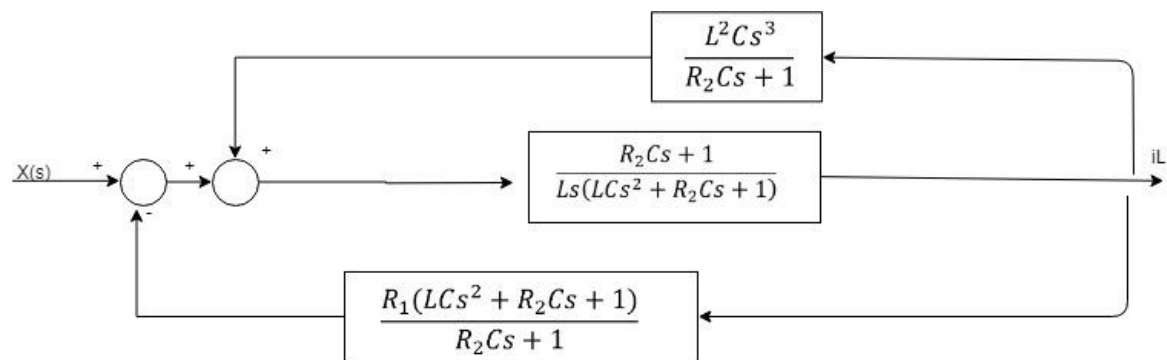 L²Cs³
R₂Cs + 1
+
X(s)
+
+
R₂Cs + 1
Ls(LCs² + R₂Cs + 1)
iL
-
R₁(LCs² + R₂Cs + 1)
R₂Cs + 1